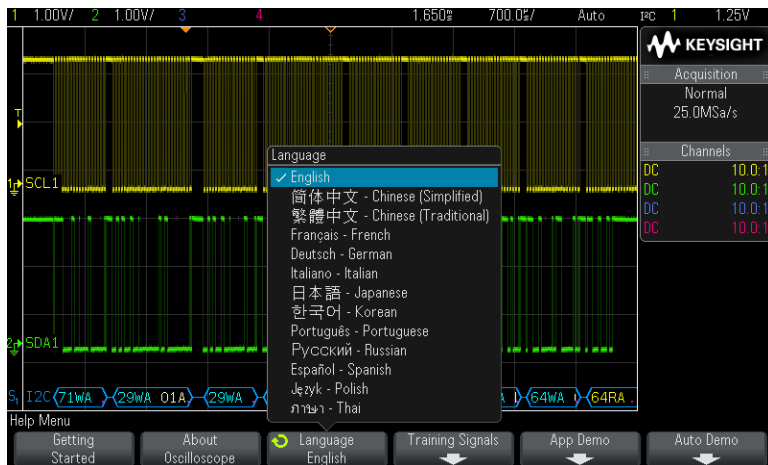 1 1.00V/ 2 1.00V/ 3 4 1.650s 700.0s/ Auto I²C 1 1.25V
KEYSIGHT
Acquisition
Normal
25.0MSa/s
Channels
DC 10.0:1
DC 10.0:1
DC 10.0:1
DC 10.0:1
T
1 SCL1
2 SDA1
Language
English
简体中文 - Chinese (Simplified)
繁體中文 - Chinese (Traditional)
Français - French
Deutsch - German
Italiano - Italian
日本語 - Japanese
한국어 - Korean
Português - Portuguese
Русский - Russian
Español - Spanish
Język - Polish
ภาษา - Thai
S₁ I2C 71WA 29WA 01A 29WA 64WA 64RA
Help Menu
Getting Started
About Oscilloscope
Language English
Training Signals
App Demo
Auto Demo